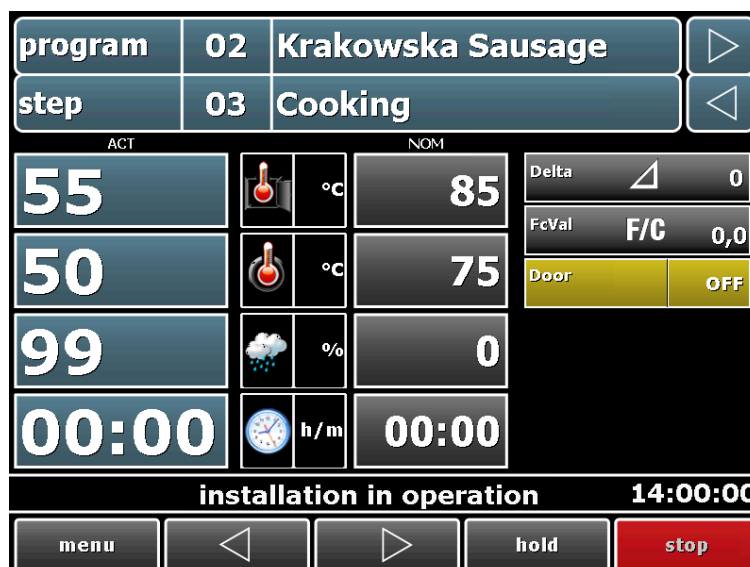 program 02 Krakowska Sausage
step 03 Cooking
ACT NOM
55 °C 85 Delta 0
FcVal F/C 0,0
50 °C 75 Door OFF
99 % 0
00:00 h/m 00:00
installation in operation 14:00:00
menu hold stop